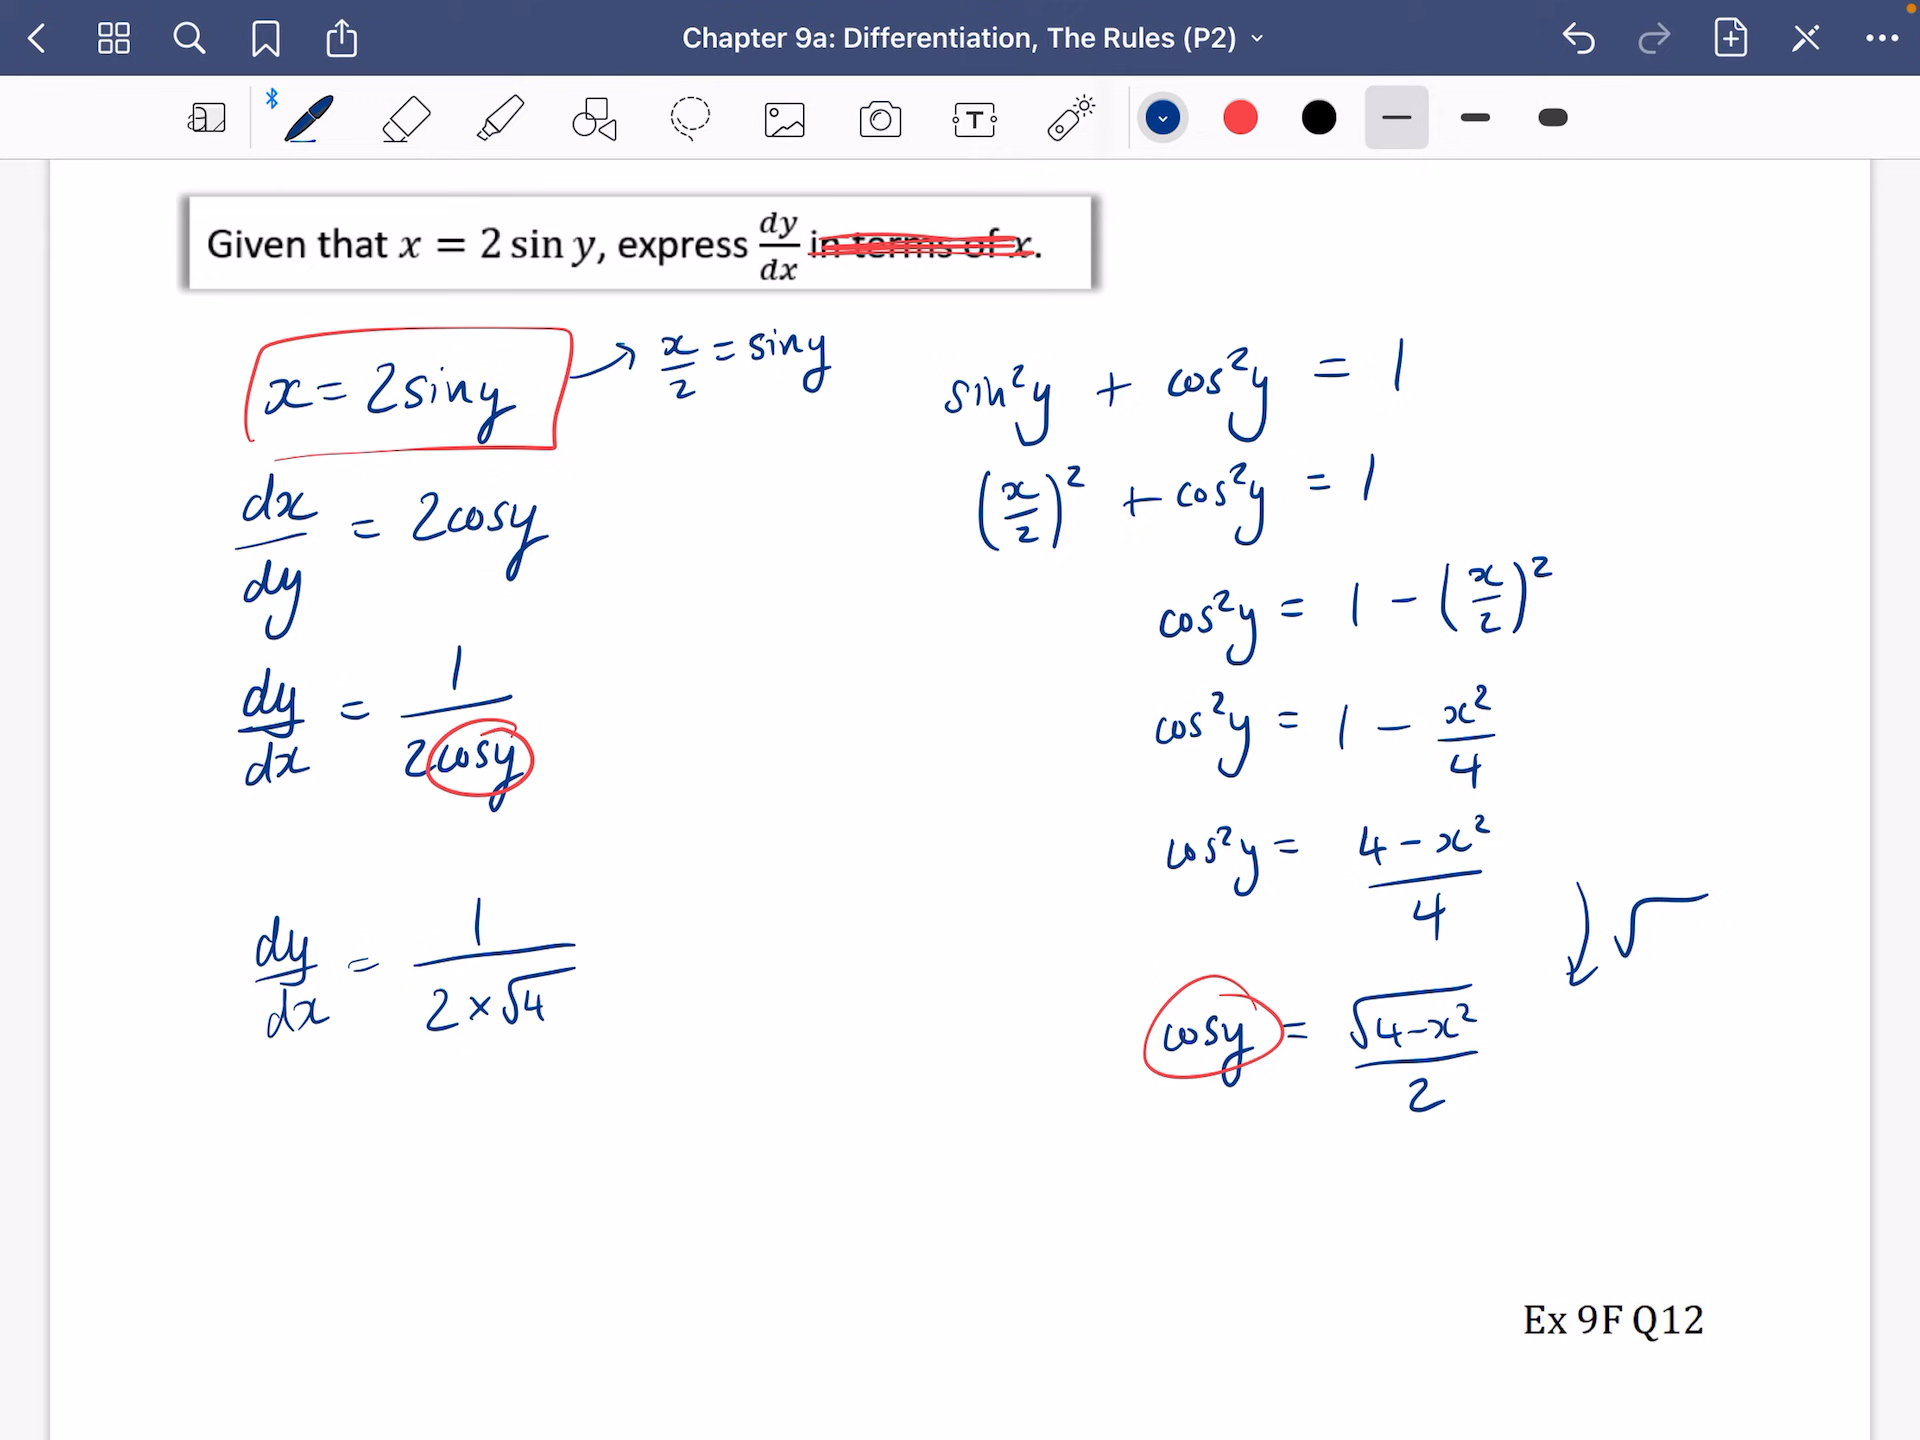 Chapter 9a: Differentiation, The Rules (P2)
Given that x = 2 sin y, express dy/dx in terms of x.
x = 2siny
x/2 = siny
dx/dy = 2cosy
dy/dx = 1/2cosy
dy/dx = 1/2×√4
sin²y + cos²y = 1
(x/2)² + cos²y = 1
cos²y = 1 - (x/2)²
cos²y = 1 - x²/4
cos²y = 4-x²/4
√
cosy = √4-x²/2
Ex 9F Q12